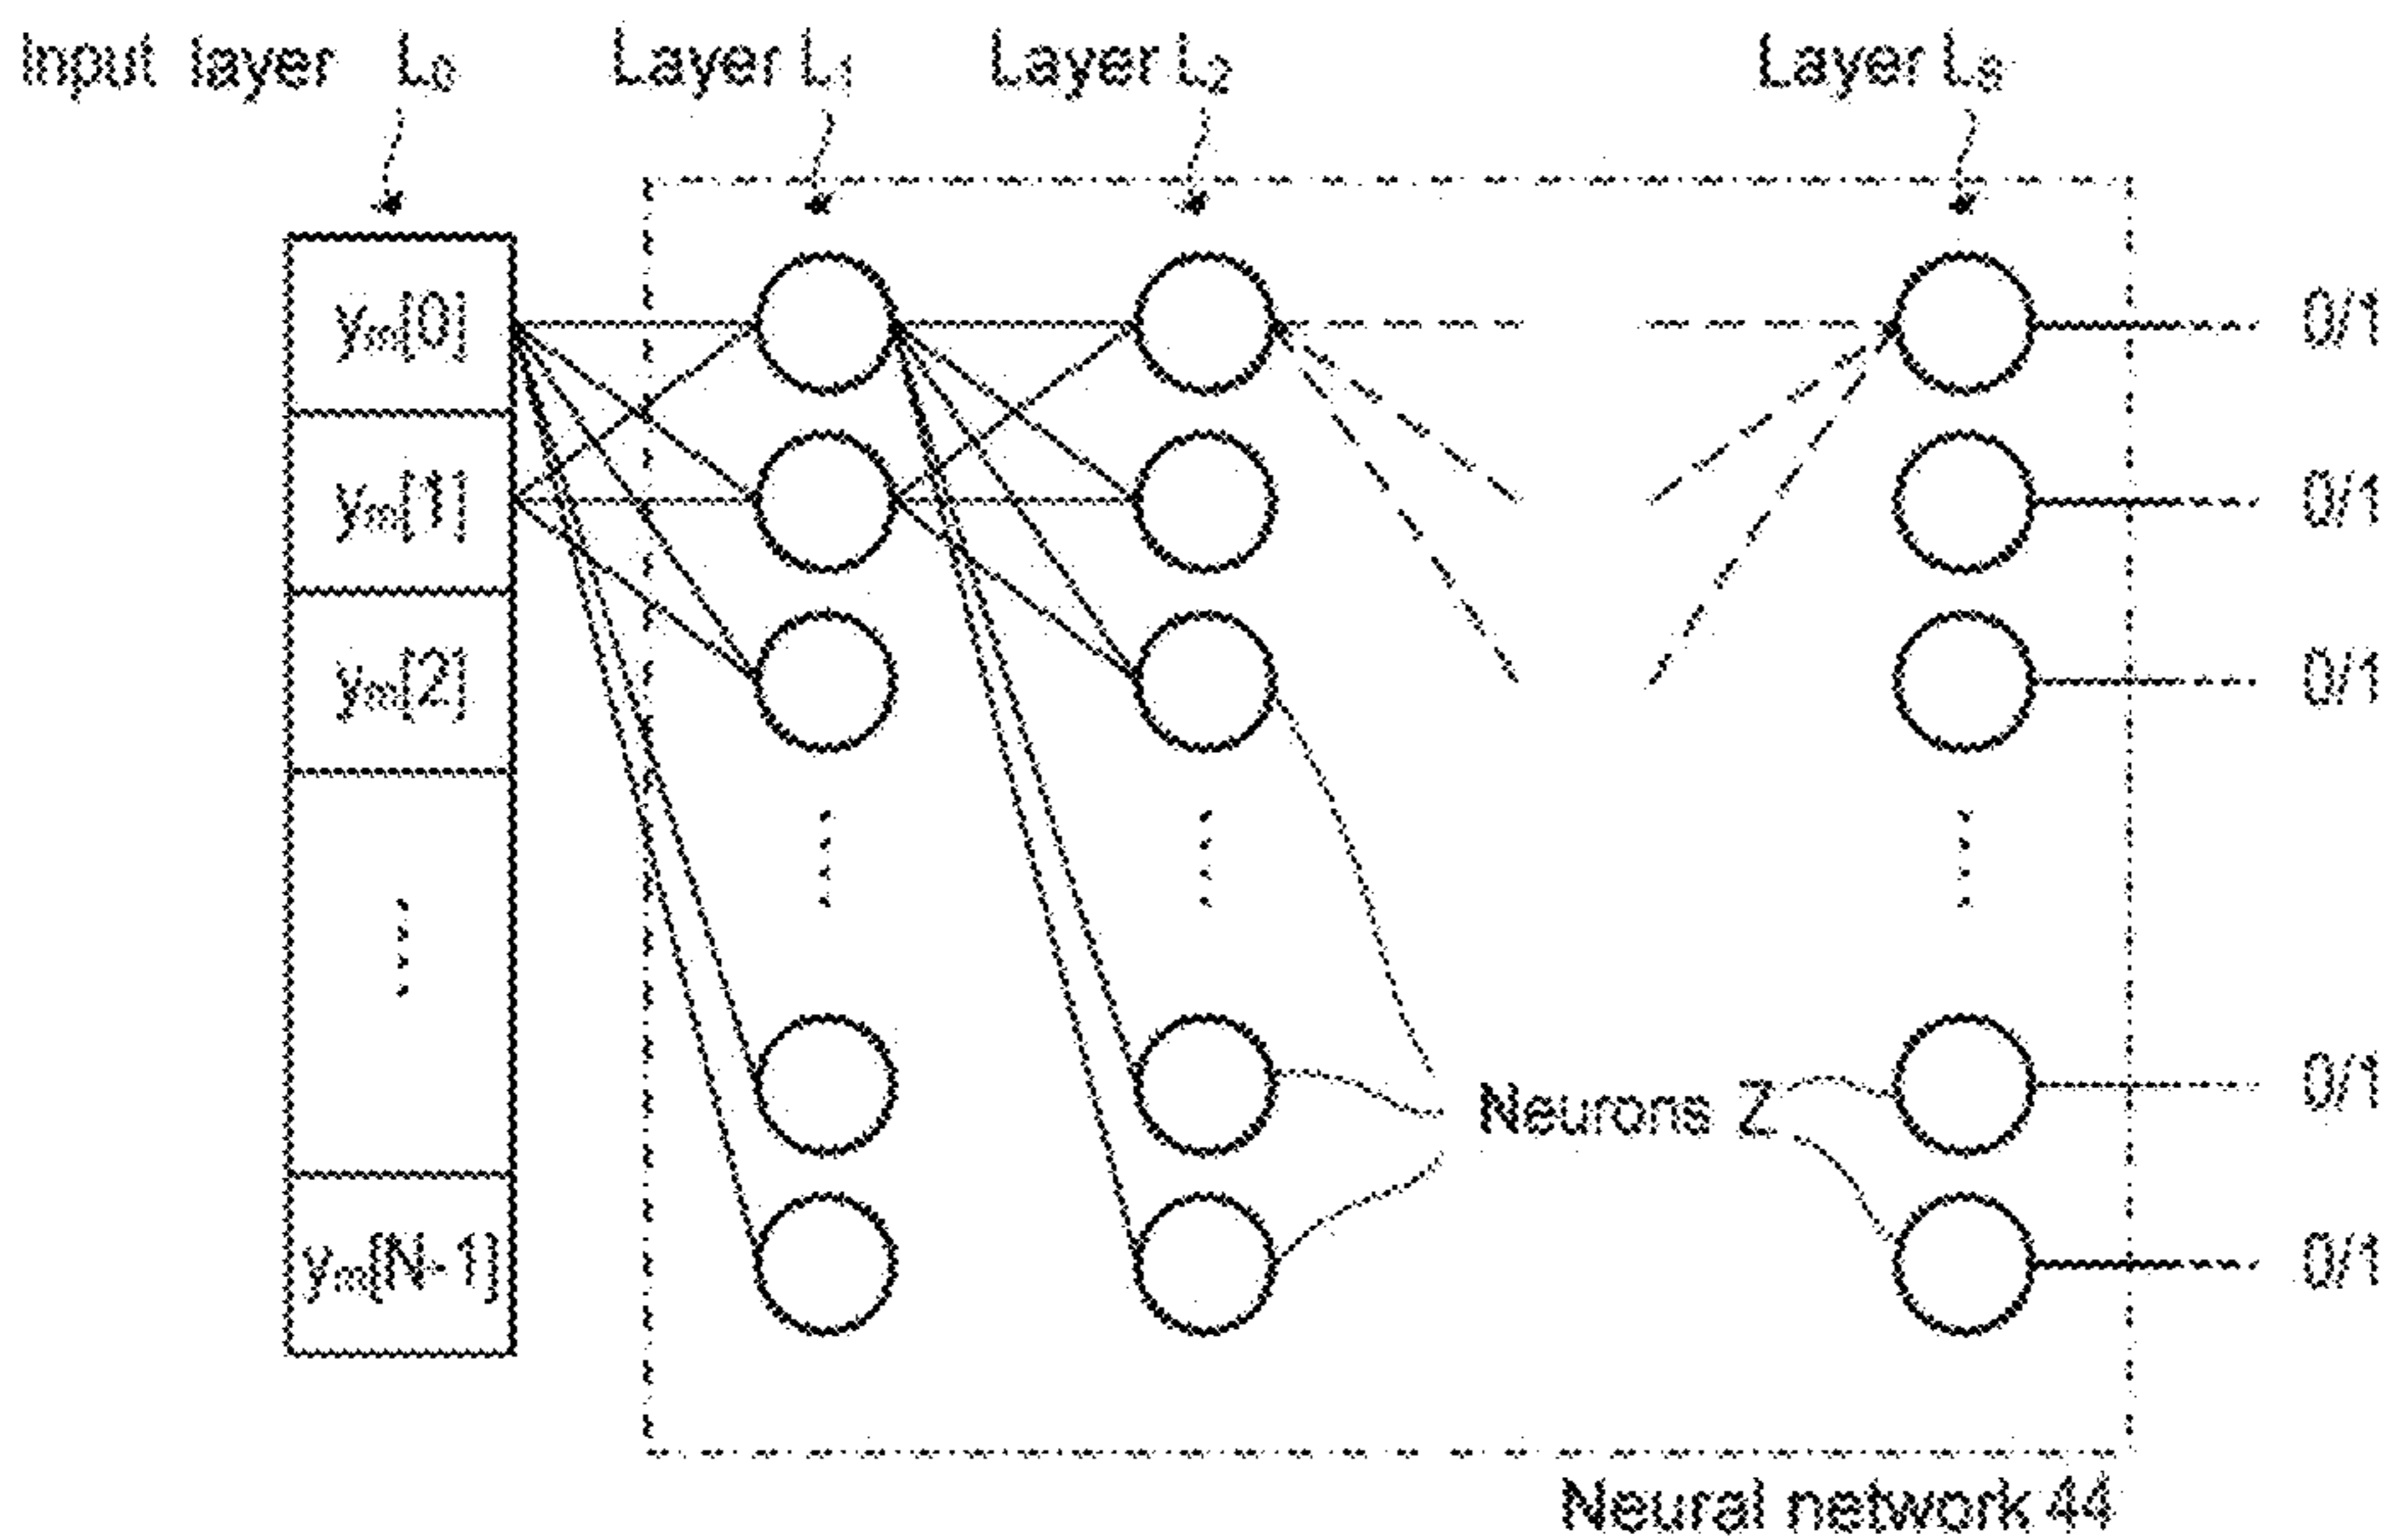 Input layer L₀ Layer L₁ Layer L₂ Layer Lₛ
yₘ[0] 0/1
yₘ[1] 0/1
yₘ[2] 0/1
Neurons Z 0/1
yₘ[N-1] 0/1
Neural network 44